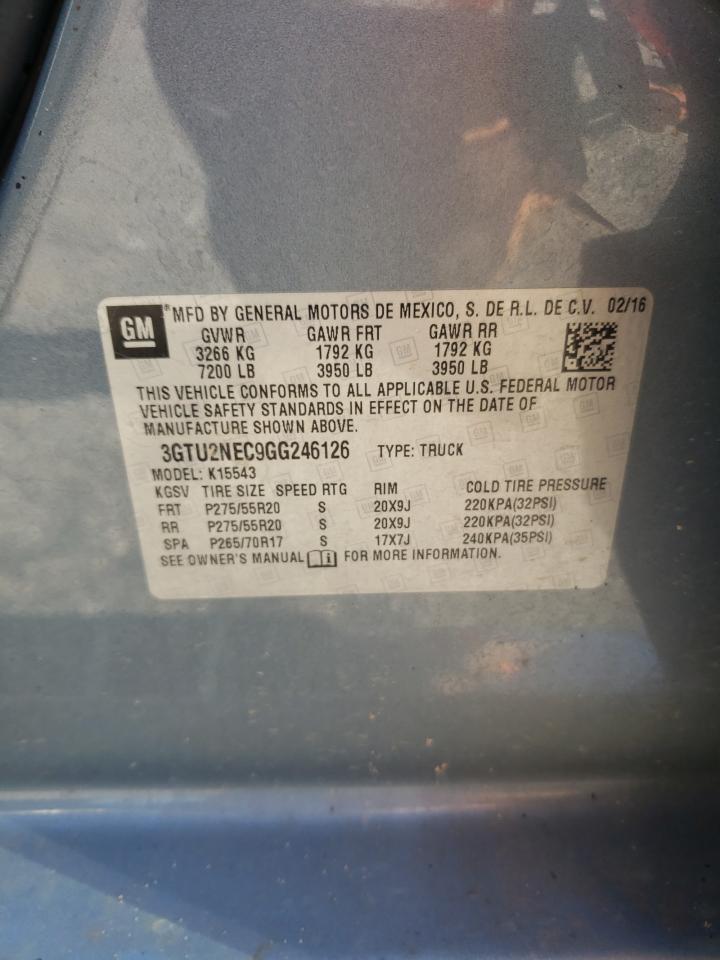 GM ® MFD BY GENERAL MOTORS DE MEXICO, S. DE R.L. DE C.V. 02/16
GVWR GAWR FRT GAWR RR
3266 KG 1792 KG 1792 KG
7200 LB 3950 LB 3950 LB
THIS VEHICLE CONFORMS TO ALL APPLICABLE U.S. FEDERAL MOTOR
VEHICLE SAFETY STANDARDS IN EFFECT ON THE DATE OF
MANUFACTURE SHOWN ABOVE.
3GTU2NEC9GG246126 TYPE: TRUCK
MODEL: K15543
KGSV TIRE SIZE SPEED RTG RIM COLD TIRE PRESSURE
FRT P275/55R20 S 20X9J 220KPA(32PSI)
RR P275/55R20 S 20X9J 220KPA(32PSI)
SPA P265/70R17 S 17X7J 240KPA(35PSI)
SEE OWNER'S MANUAL FOR MORE INFORMATION.